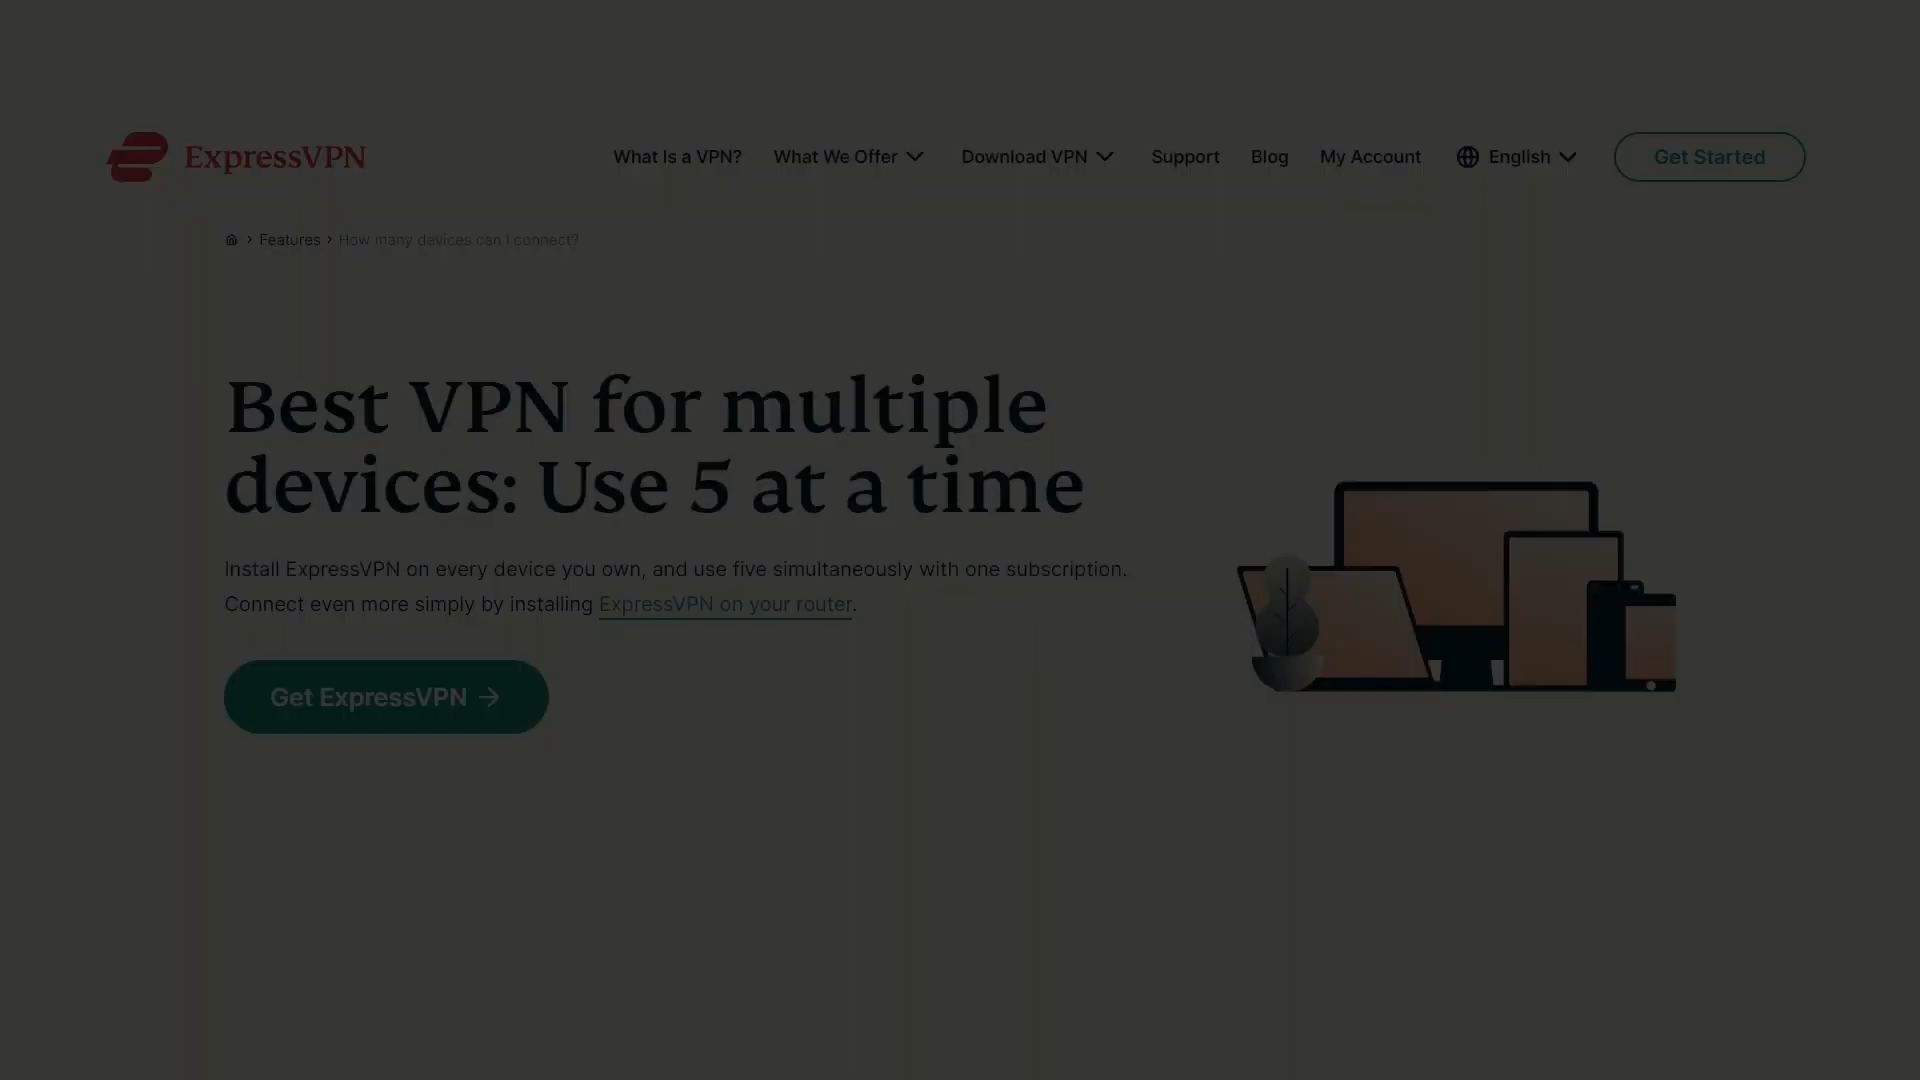 ExpressVPN
What Is a VPN? What We Offer Download VPN Support Blog My Account English Get Started
Features How many devices can I connect?
Best VPN for multiple
devices: Use 5 at a time
Install ExpressVPN on every device you own, and use five simultaneously with one subscription.
Connect even more simply by installing ExpressVPN on your router.
Get ExpressVPN